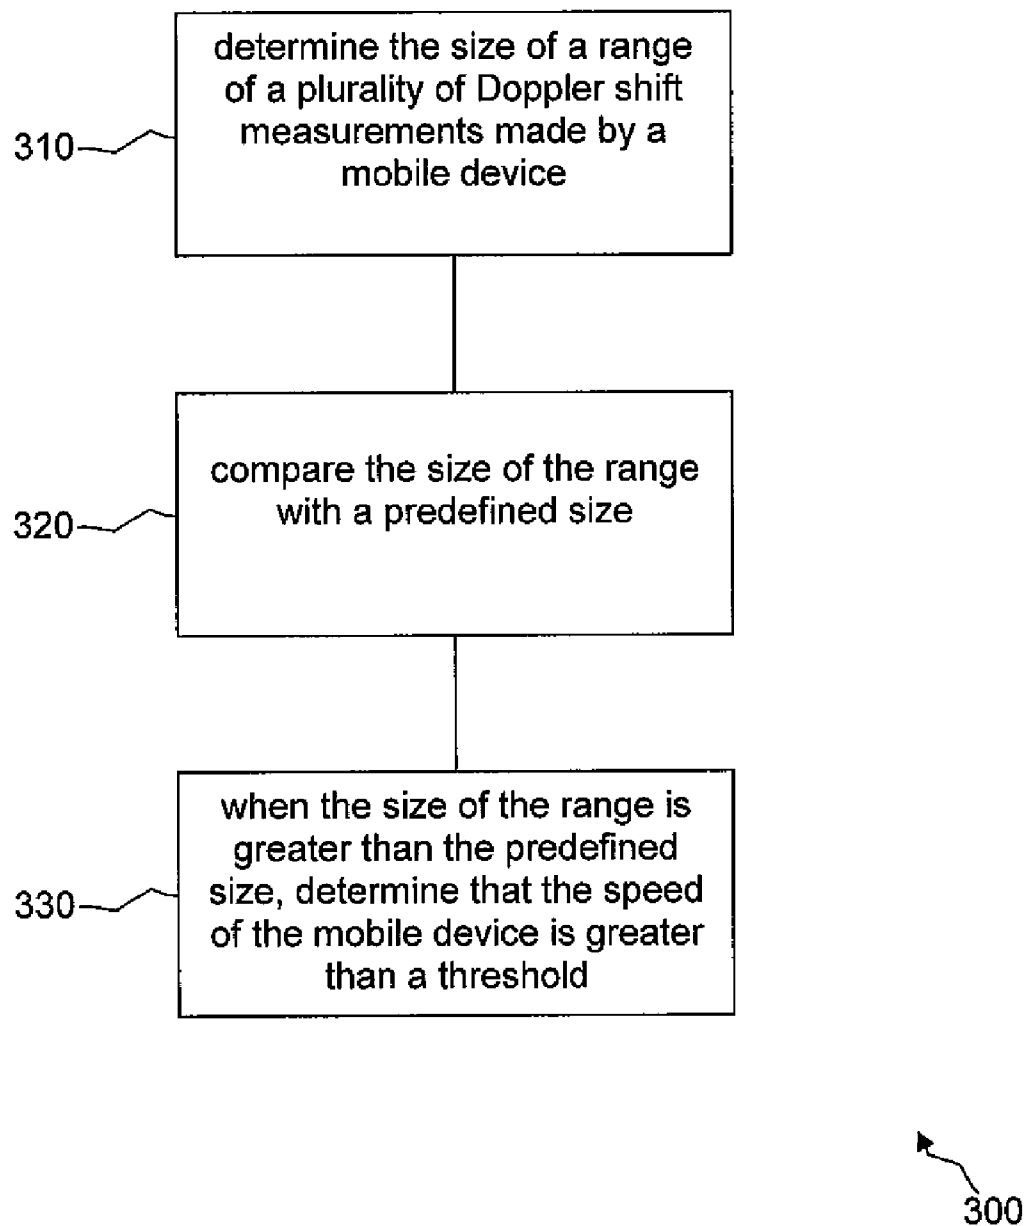 determine the size of a range
of a plurality of Doppler shift
measurements made by a
mobile device
310
compare the size of the range
with a predefined size
320
when the size of the range is
greater than the predefined
size, determine that the speed
of the mobile device is greater
than a threshold
330
300